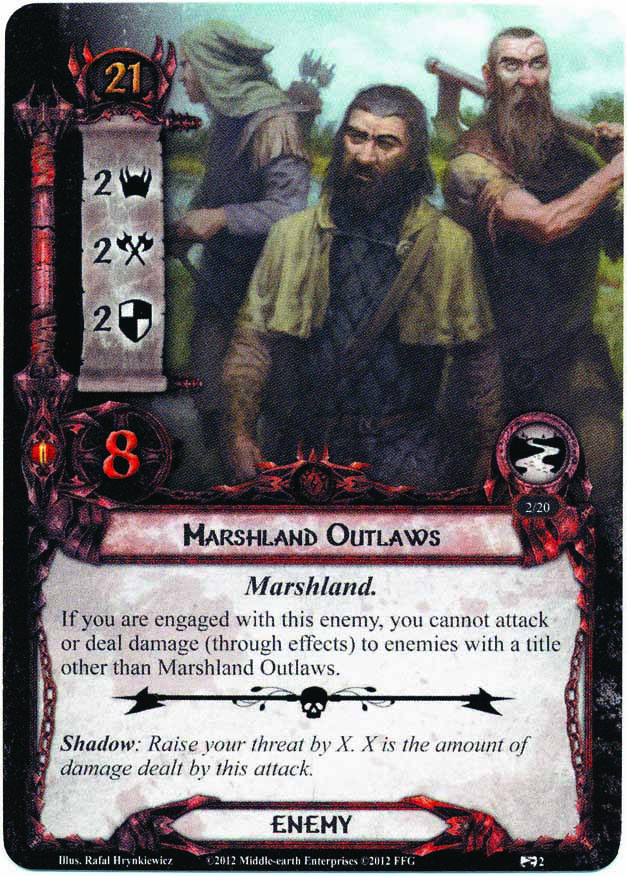 21
2
2
2
8
2/20
Marshland Outlaws
Marshland.
If you are engaged with this enemy, you cannot attack
or deal damage (through effects) to enemies with a title
other than Marshland Outlaws.
Shadow: Raise your threat by X. X is the amount of
damage dealt by this attack.
ENEMY
Illus. Rafał Hrynkiewicz ©2012 Middle-earth Enterprises ©2012 FFG 2